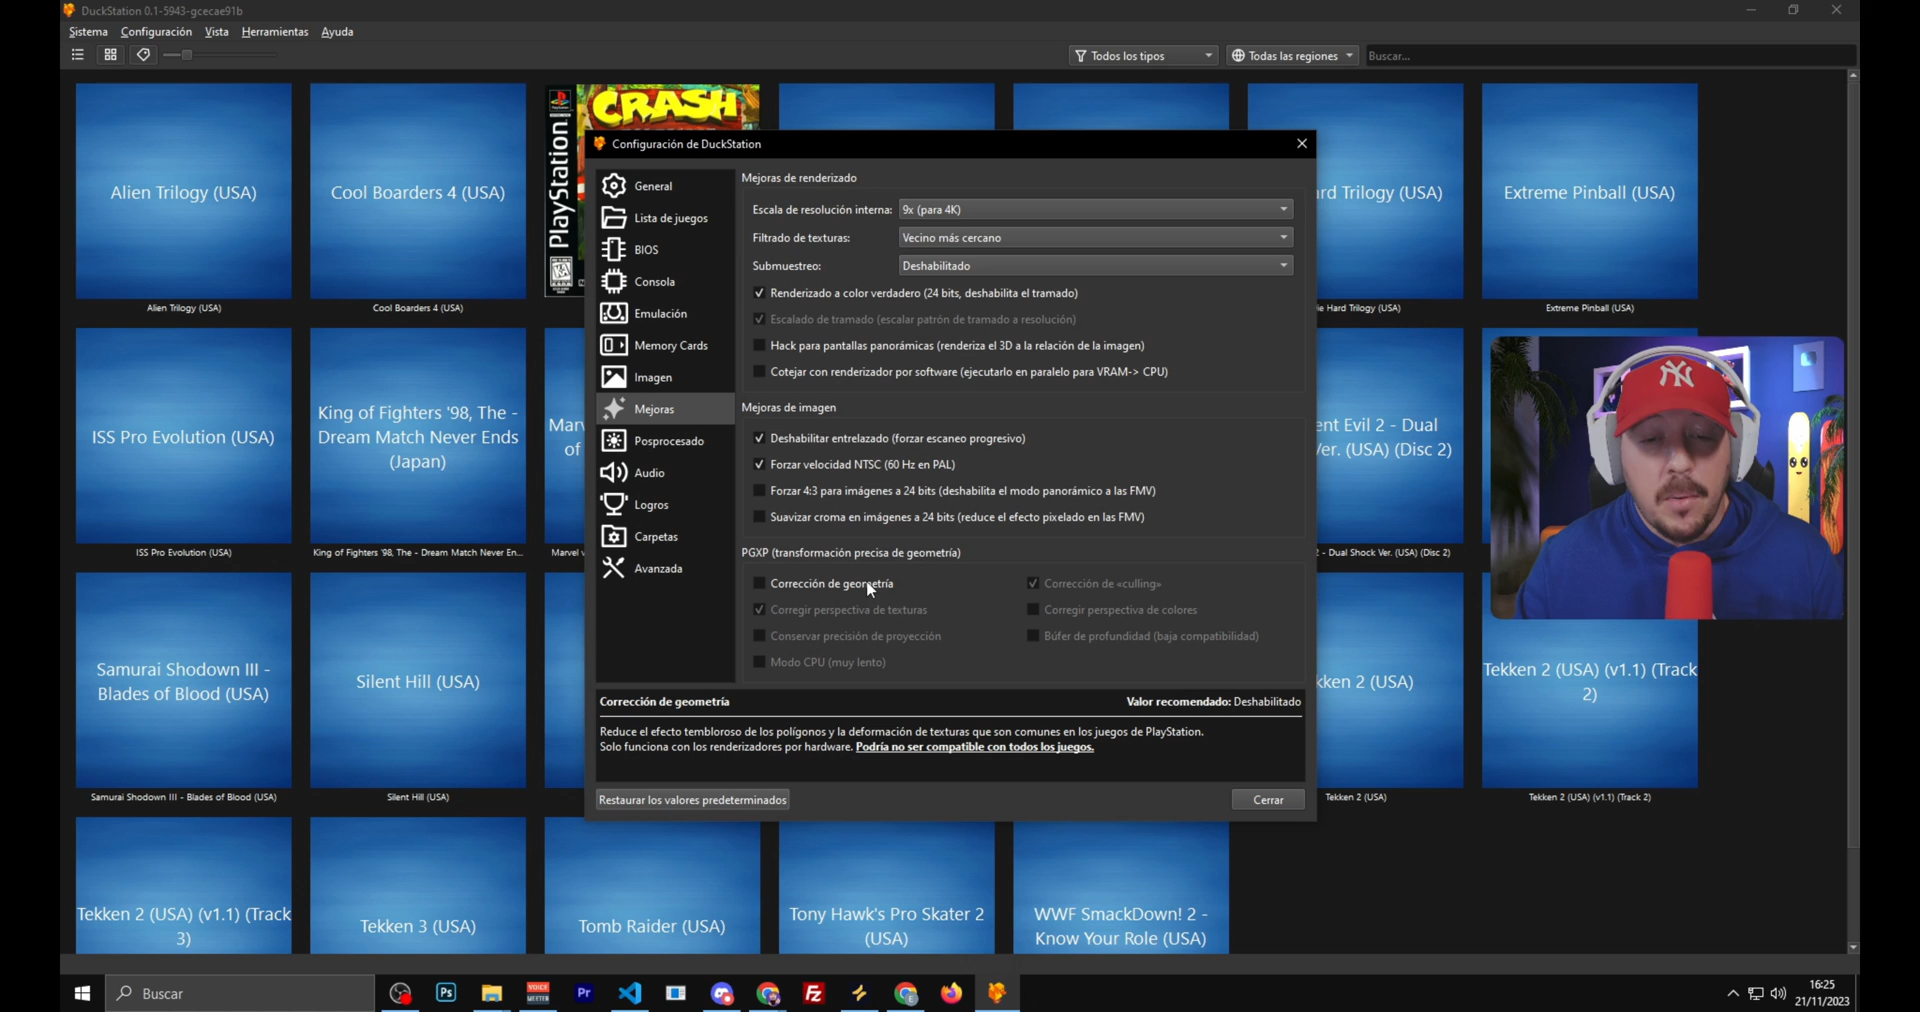 DuckStation 0.1-5943-gcecae91b
Sistema Configuración Vista Herramientas Ayuda
Todos los tipos
Todas las regiones
Buscar...
Alien Trilogy (USA)
Cool Boarders 4 (USA)
PlayStation
CRASH
rd Trilogy (USA)
Extreme Pinball (USA)
Alien Trilogy (USA)
Cool Boarders 4 (USA)
ie Hard Trilogy (USA)
Extreme Pinball (USA)
ISS Pro Evolution (USA)
King of Fighters '98, The -
Dream Match Never Ends
(Japan)
Marv
of
ent Evil 2 - Dual
Ver. (USA) (Disc 2)
ISS Pro Evolution (USA)
King of Fighters '98, The - Dream Match Never En...
Marvel v
2 - Dual Shock Ver. (USA) (Disc 2)
Samurai Shodown III -
Blades of Blood (USA)
Silent Hill (USA)
kken 2 (USA)
Tekken 2 (USA) (v1.1) (Track
2)
Samurai Shodown III - Blades of Blood (USA)
Silent Hill (USA)
Tekken 2 (USA)
Tekken 2 (USA) (v1.1) (Track 2)
Tekken 2 (USA) (v1.1) (Track
3)
Tekken 3 (USA)
Tomb Raider (USA)
Tony Hawk's Pro Skater 2
(USA)
WWF SmackDown! 2 -
Know Your Role (USA)
Configuración de DuckStation
General
Lista de juegos
BIOS
Consola
Emulación
Memory Cards
Imagen
Mejoras
Posprocesado
Audio
Logros
Carpetas
Avanzada
Mejoras de renderizado
Escala de resolución interna: 9x (para 4K)
Filtrado de texturas: Vecino más cercano
Submuestreo: Deshabilitado
Renderizado a color verdadero (24 bits, deshabilita el tramado)
Escalado de tramado (escalar patrón de tramado a resolución)
Hack para pantallas panorámicas (renderiza el 3D a la relación de la imagen)
Cotejar con renderizador por software (ejecutarlo en paralelo para VRAM-> CPU)
Mejoras de imagen
Deshabilitar entrelazado (forzar escaneo progresivo)
Forzar velocidad NTSC (60 Hz en PAL)
Forzar 4:3 para imágenes a 24 bits (deshabilita el modo panorámico a las FMV)
Suavizar croma en imágenes a 24 bits (reduce el efecto pixelado en las FMV)
PGXP (transformación precisa de geometría)
Corrección de geometría
Corrección de «culling»
Corregir perspectiva de texturas
Corregir perspectiva de colores
Conservar precisión de proyección
Búfer de profundidad (baja compatibilidad)
Modo CPU (muy lento)
Corrección de geometría
Valor recomendado: Deshabilitado
Reduce el efecto tembloroso de los polígonos y la deformación de texturas que son comunes en los juegos de PlayStation.
Solo funciona con los renderizadores por hardware. Podría no ser compatible con todos los juegos.
Restaurar los valores predeterminados
Cerrar
NY
Buscar
Ps
VOICE
MEETER
Pr
Fz
16:25
21/11/2023